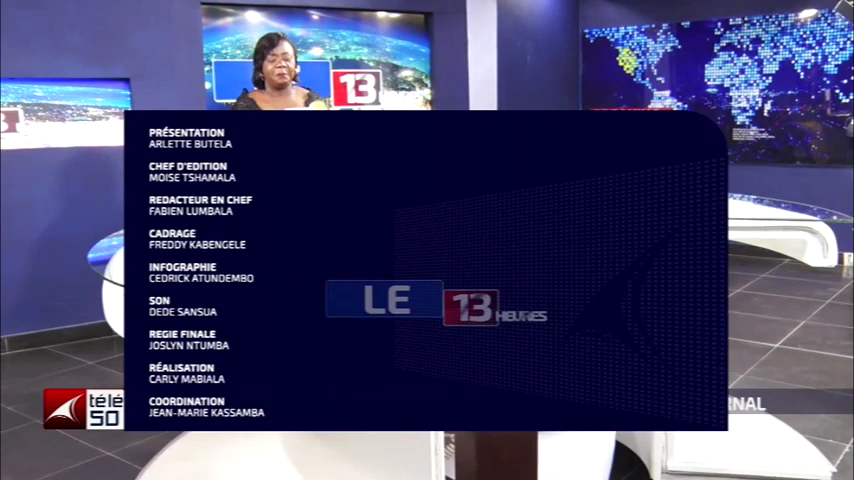 13
PRÉSENTATION
ARLETTE BUTELA
CHEF D'EDITION
MOISE TSHAMALA
REDACTEUR EN CHEF
FABIEN LUMBALA
CADRAGE
FREDDY KABENGELE
INFOGRAPHIE
CEDRICK ATUNDEMBO
SON
DEDE SANSUA
REGIE FINALE
JOSLYN NTUMBA
RÉALISATION
CARLY MABIALA
COORDINATION
JEAN-MARIE KASSAMBA
LE
13
HEURES
télé
50
RNAL